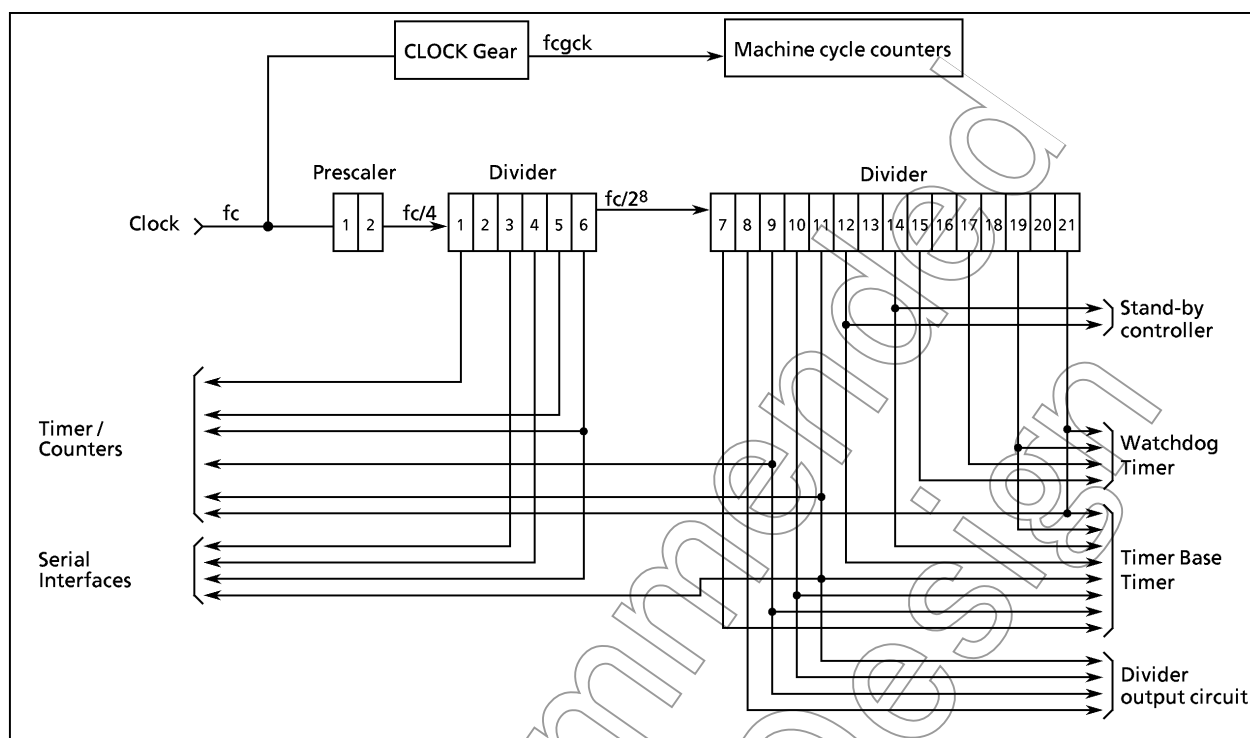 CLOCK Gear
fcgck
Machine cycle counters
Prescaler
Divider
Divider
Clock
fc
1 2
fc/4
1 2 3 4 5 6
fc/2⁸
7 8 9 10 11 12 13 14 15 16 17 18 19 20 21
Stand-by
controller
Timer /
Counters
Watchdog
Timer
Serial
Interfaces
Timer Base
Timer
Divider
output circuit
mmended
esign